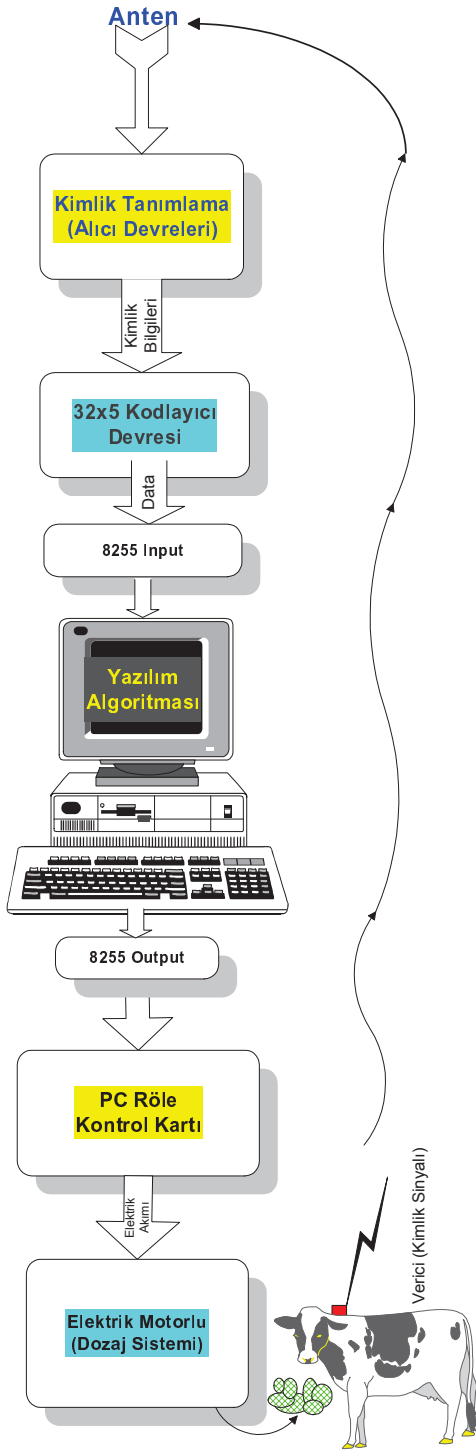 Anten
Kimlik Tanımlama
(Alıcı Devreleri)
Kimlik
Bilgileri
32x5 Kodlayıcı
Devresi
Data
8255 Input
Yazılım
Algoritması
8255 Output
PC Röle
Kontrol Kartı
Elektrik
Akımı
Elektrik Motorlu
(Dozaj Sistemi)
Verici (Kimlik Sinyalı)